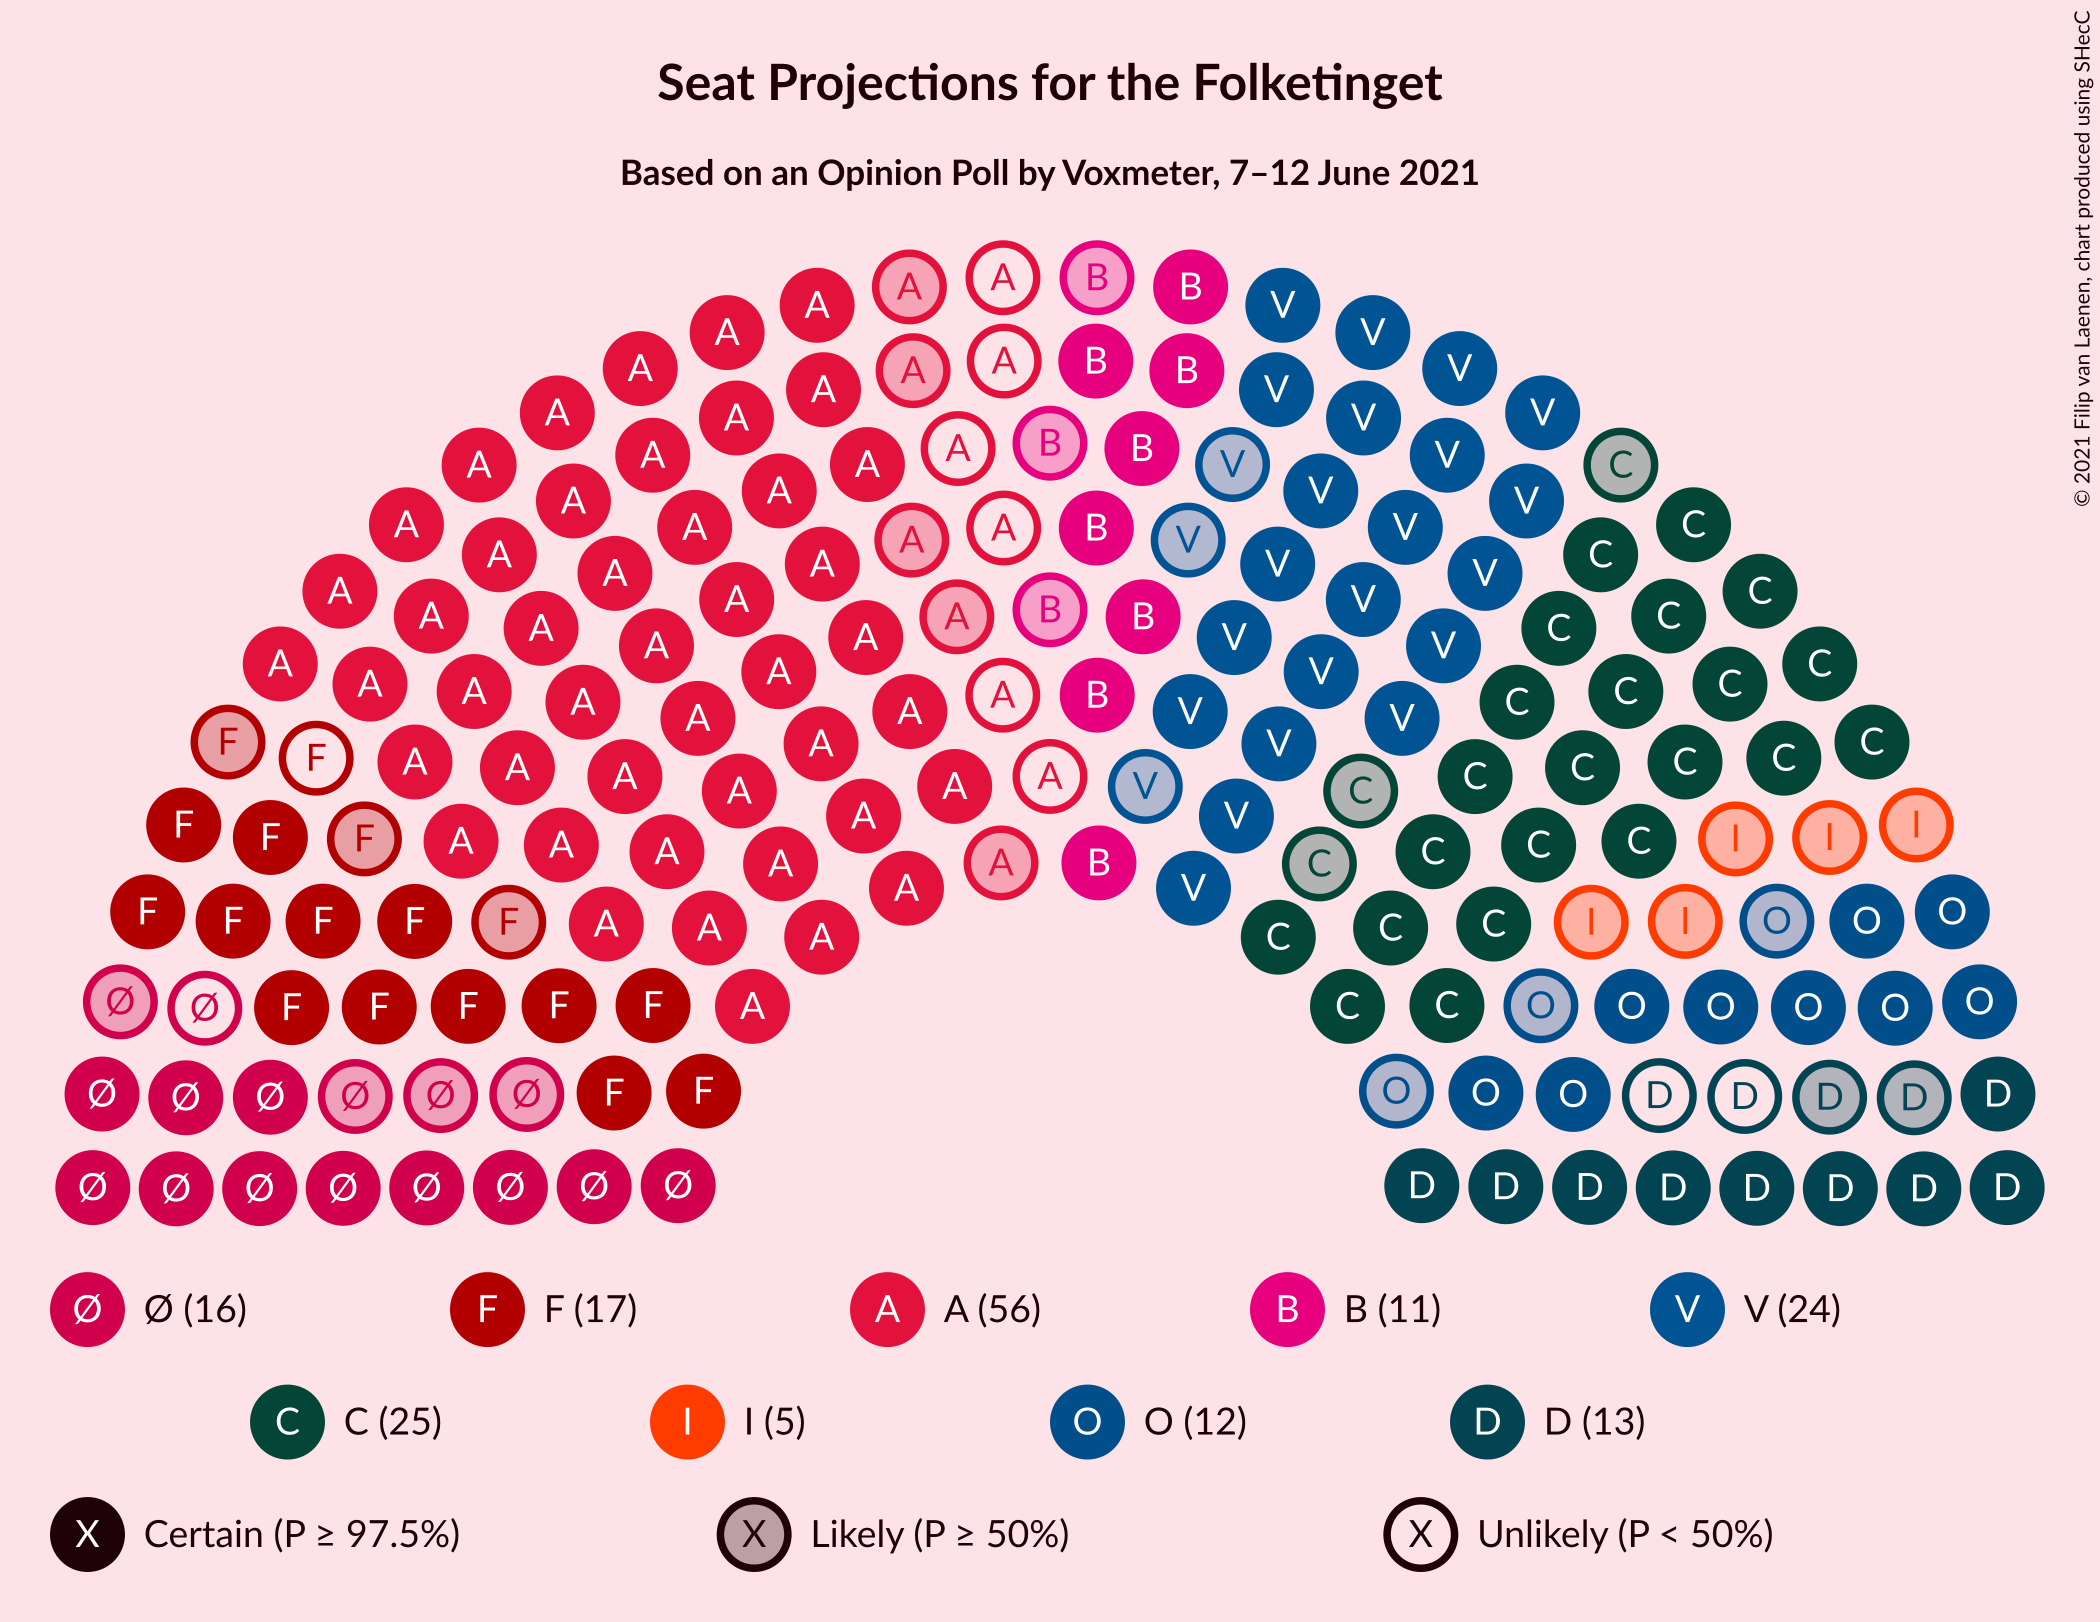 Seat Projections for the Folketinget
Based on an Opinion Poll by Voxmeter, 7–12 June 2021
© 2021 Filip van Laenen, chart produced using SHecC
A A B B
A V
A V
A A A B B V
A V
A A V V
A A B B V
A A V C
A A V V
A A A A B V V C
A A V C
A A A V V C
A A A A A B B V V C C
A A V C
A A A A A A B V V C C C
F F A A A A A A A V V C C C C C C
F F F A A A A A A B V C C C C I I I
F F F F F A A A A V C C C I I O O O
Ø Ø F F F F F A C C O O O O O O
Ø Ø Ø Ø Ø Ø F F O O O D D D D D
Ø Ø Ø Ø Ø Ø Ø Ø D D D D D D D D
Ø Ø (16) F F (17) A A (56) B B (11) V V (24)
C C (25) I I (5) O O (12) D D (13)
X Certain (P ≥ 97.5%) X Likely (P ≥ 50%) X Unlikely (P < 50%)